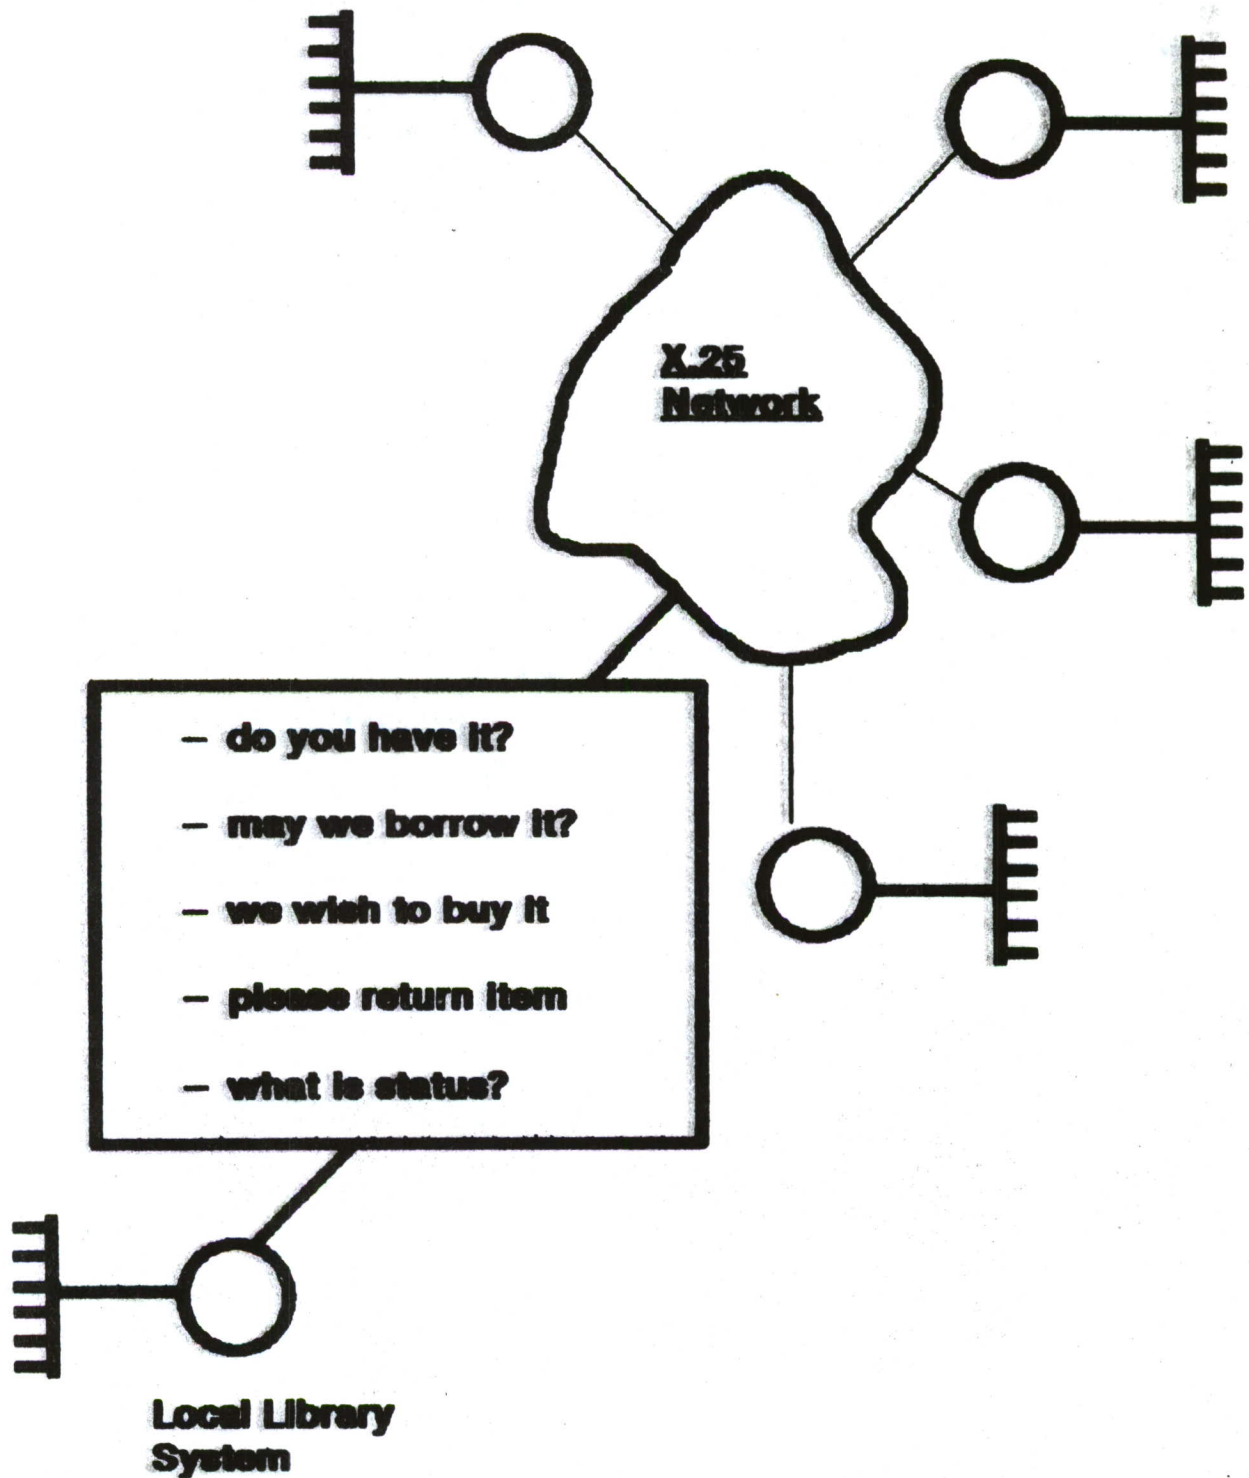 X.25
Network
– do you have it?
– may we borrow it?
– we wish to buy it
– please return item
– what is status?
Local Library
System